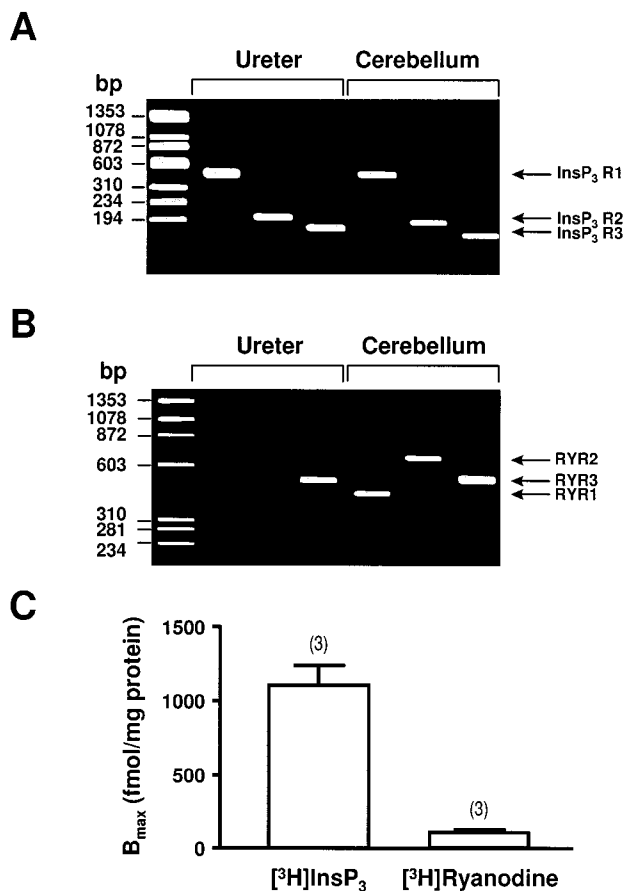 A
Ureter Cerebellum
bp
1353
1078
872
603
310
234
194
InsP₃ R1
InsP₃ R2
InsP₃ R3
B
Ureter Cerebellum
bp
1353
1078
872
603
310
281
234
RYR2
RYR3
RYR1
C
Bmax (fmol/mg protein)
1500
1000
500
0
(3)
(3)
[³H]InsP₃ [³H]Ryanodine